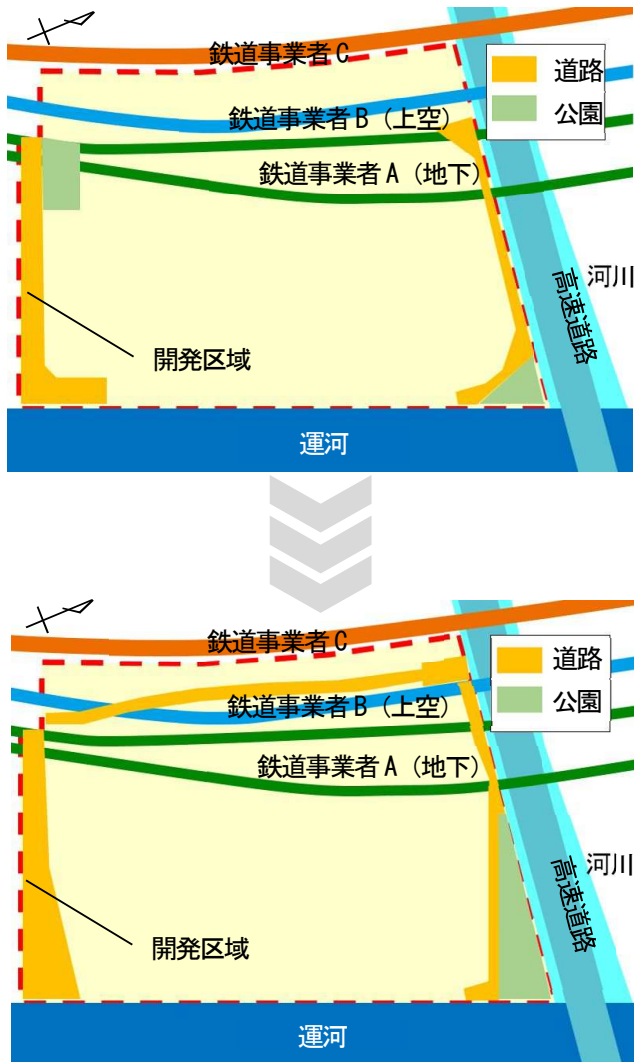 鉄道事業者C
道路
鉄道事業者B（上空）
公園
鉄道事業者A（地下）
河川
高速道路
開発区域
運河
鉄道事業者C
道路
鉄道事業者B（上空）
公園
鉄道事業者A（地下）
河川
高速道路
開発区域
運河